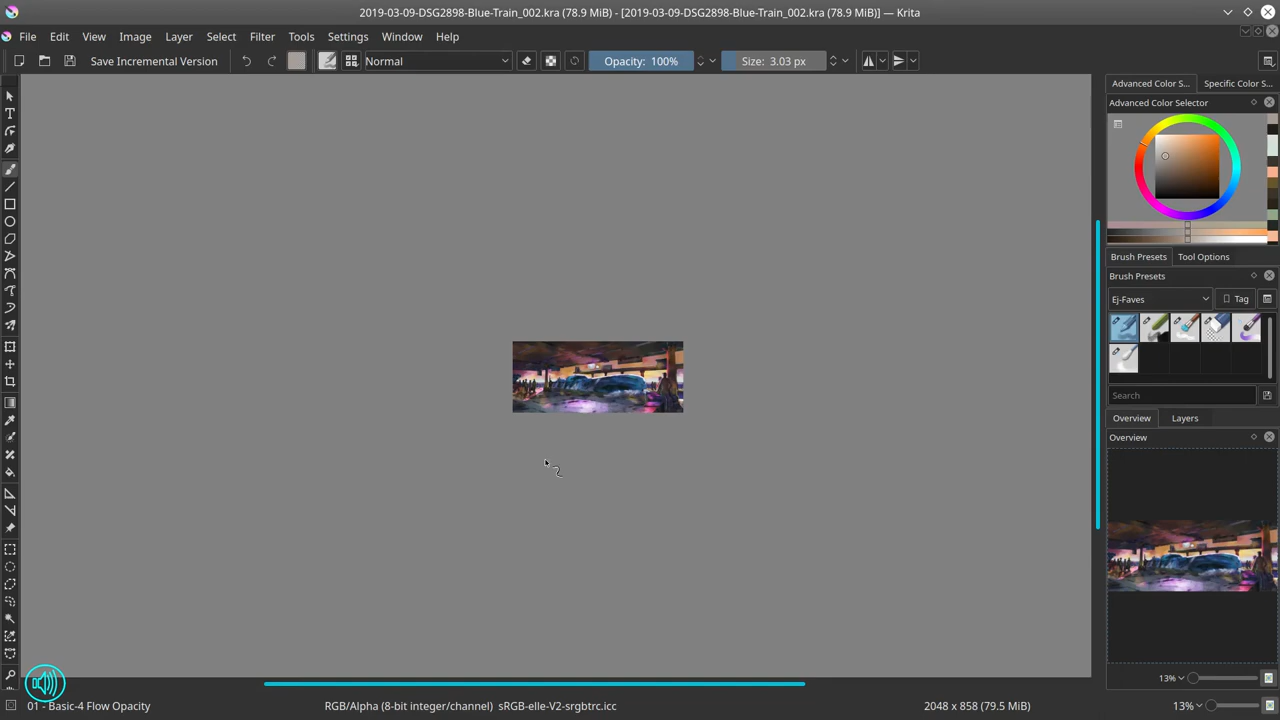 2019-03-09-DSG2898-Blue-Train_002.kra (78.9 MiB) - [2019-03-09-DSG2898-Blue-Train_002.kra (78.9 MiB)] — Krita
File Edit View Image Layer Select Filter Tools Settings Window Help
Save Incremental Version Normal Opacity: 100% Size: 3.03 px
Advanced Color S... Specific Color S...
Advanced Color Selector
Brush Presets Tool Options
Brush Presets
Ej-Faves Tag
Search
Overview Layers
Overview
13%
01 - Basic-4 Flow Opacity RGB/Alpha (8-bit integer/channel) sRGB-elle-V2-srgbtrc.icc 2048 x 858 (79.5 MiB) 13%